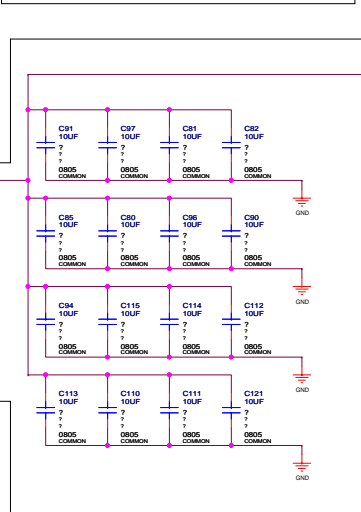 C91 C97 C81 C82
10UF 10UF 10UF 10UF
? ? ? ?
? ? ? ?
? ? ? ?
0805 0805 0805 0805
COMMON COMMON COMMON COMMON
GND
C85 C80 C96 C90
10UF 10UF 10UF 10UF
? ? ? ?
? ? ? ?
? ? ? ?
0805 0805 0805 0805
COMMON COMMON COMMON COMMON
GND
C94 C115 C114 C112
10UF 10UF 10UF 10UF
? ? ? ?
? ? ? ?
? ? ? ?
0805 0805 0805 0805
COMMON COMMON COMMON COMMON
GND
C113 C110 C111 C121
10UF 10UF 10UF 10UF
? ? ? ?
? ? ? ?
? ? ? ?
0805 0805 0805 0805
COMMON COMMON COMMON COMMON
GND